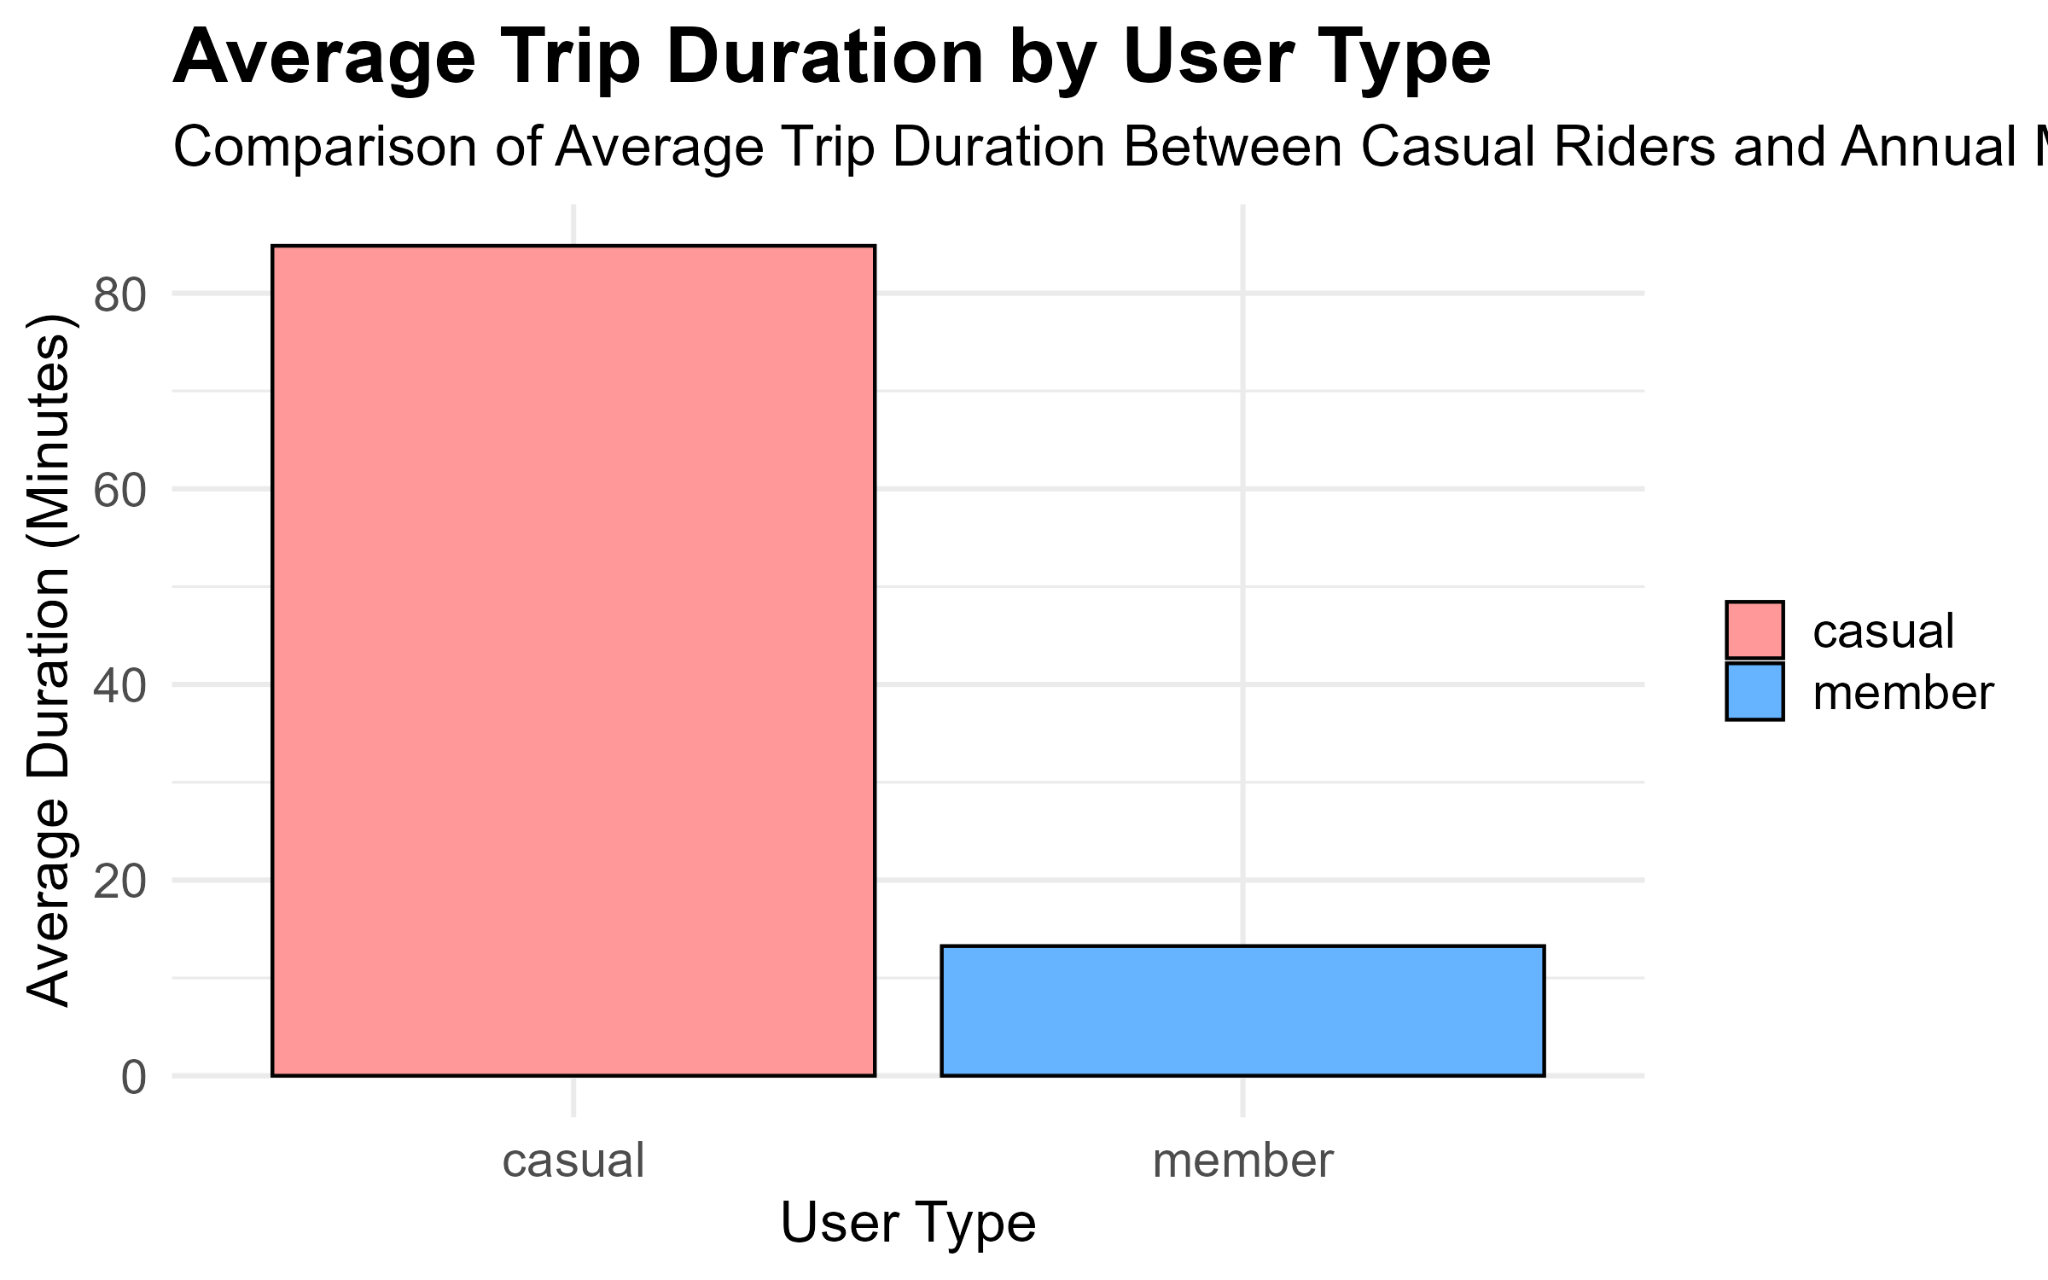 Average Trip Duration by User Type
Comparison of Average Trip Duration Between Casual Riders and Annual
Average Duration (Minutes)
80
60
40
20
0
casual
member
User Type
casual
member